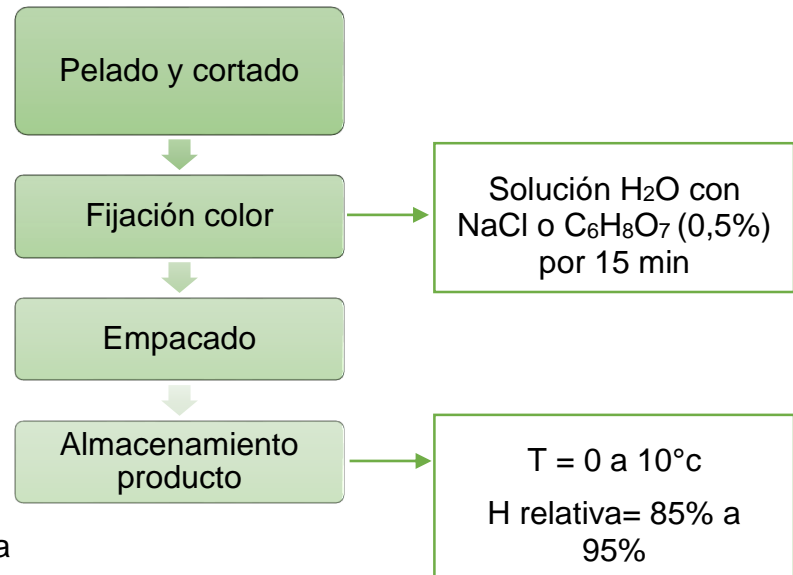 Pelado y cortado
Fijación color
Solución H₂O con
NaCl o C₆H₈O₇ (0,5%)
por 15 min
Empacado
Almacenamiento
producto
T = 0 a 10°c
H relativa= 85% a
95%
a